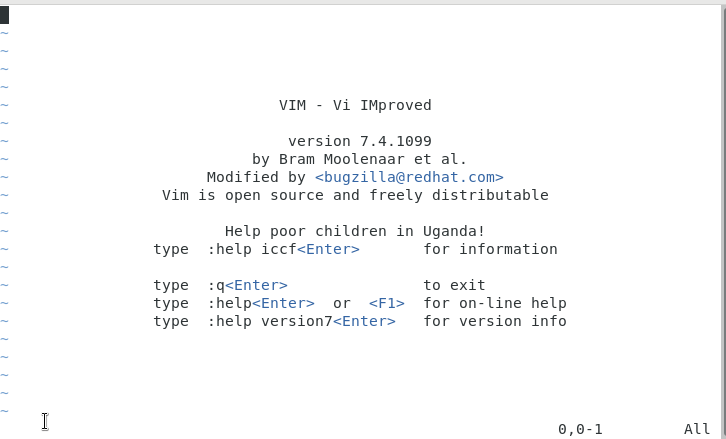 ~
~
~
~
VIM - Vi IMproved
~
~
version 7.4.1099
~
by Bram Moolenaar et al.
~
Modified by <bugzilla@redhat.com>
~
Vim is open source and freely distributable
~
~
Help poor children in Uganda!
~
type :help iccf<Enter> for information
~
~
type :q<Enter> to exit
~
type :help<Enter> or <F1> for on-line help
~
type :help version7<Enter> for version info
~
~
~
~
~
~
0,0-1 All